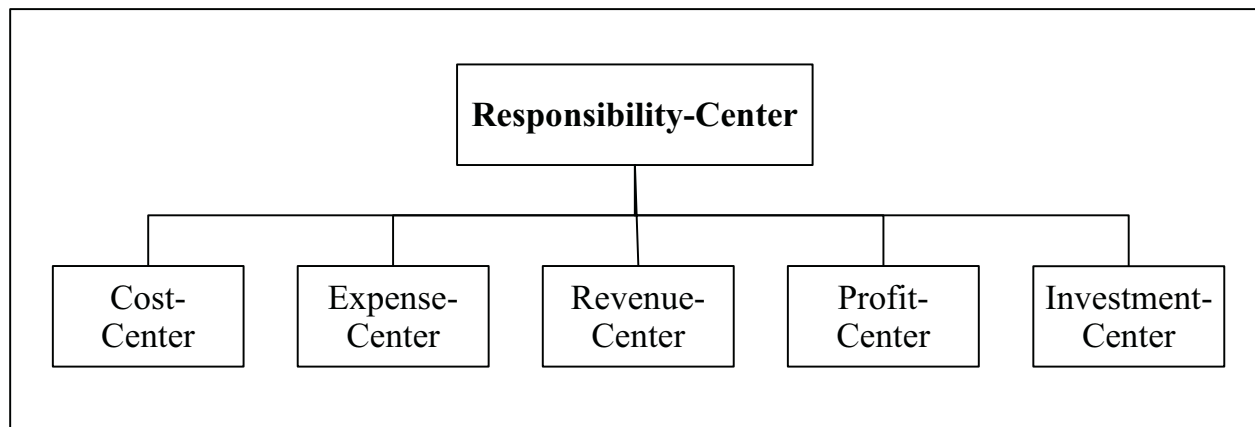 Responsibility-Center
Cost-
Center
Expense-
Center
Revenue-
Center
Profit-
Center
Investment-
Center